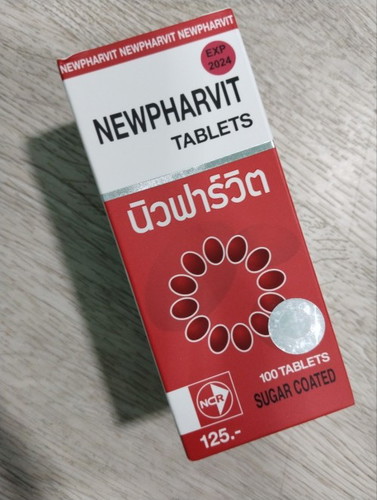 NEWPHARVIT NEWPHARVIT NEWPHARVIT
EXP
2024
NEWPHARVIT
TABLETS
นิวฟาร์วิต
100 TABLETS
SUGAR COATED
NCR
125.-